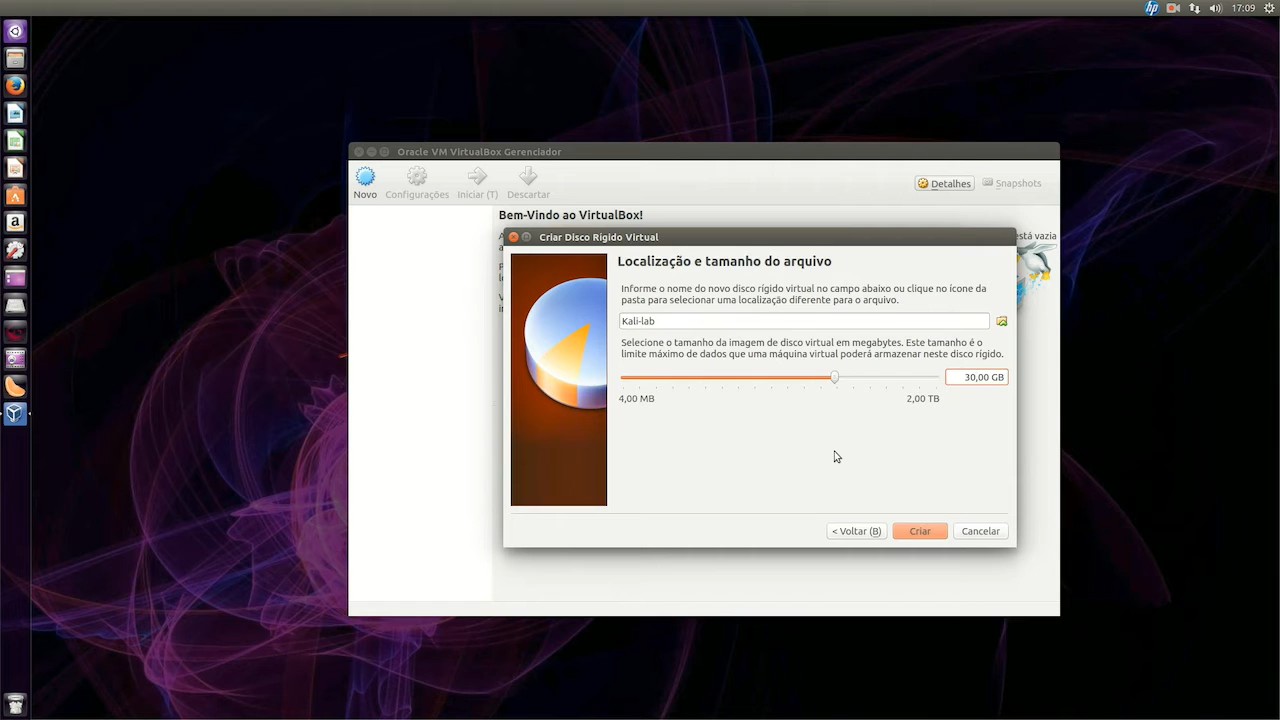 hp
17:09
Oracle VM VirtualBox Gerenciador
Novo
Configurações
Iniciar (T)
Descartar
Detalhes
Snapshots
Bem-Vindo ao VirtualBox!
está vazia
Criar Disco Rígido Virtual
Localização e tamanho do arquivo
Informe o nome do novo disco rígido virtual no campo abaixo ou clique no ícone da
pasta para selecionar uma localização diferente para o arquivo.
Kali-lab
Selecione o tamanho da imagem de disco virtual em megabytes. Este tamanho é o
limite máximo de dados que uma máquina virtual poderá armazenar neste disco rígido.
30,00 GB
4,00 MB
2,00 TB
< Voltar (B)
Criar
Cancelar